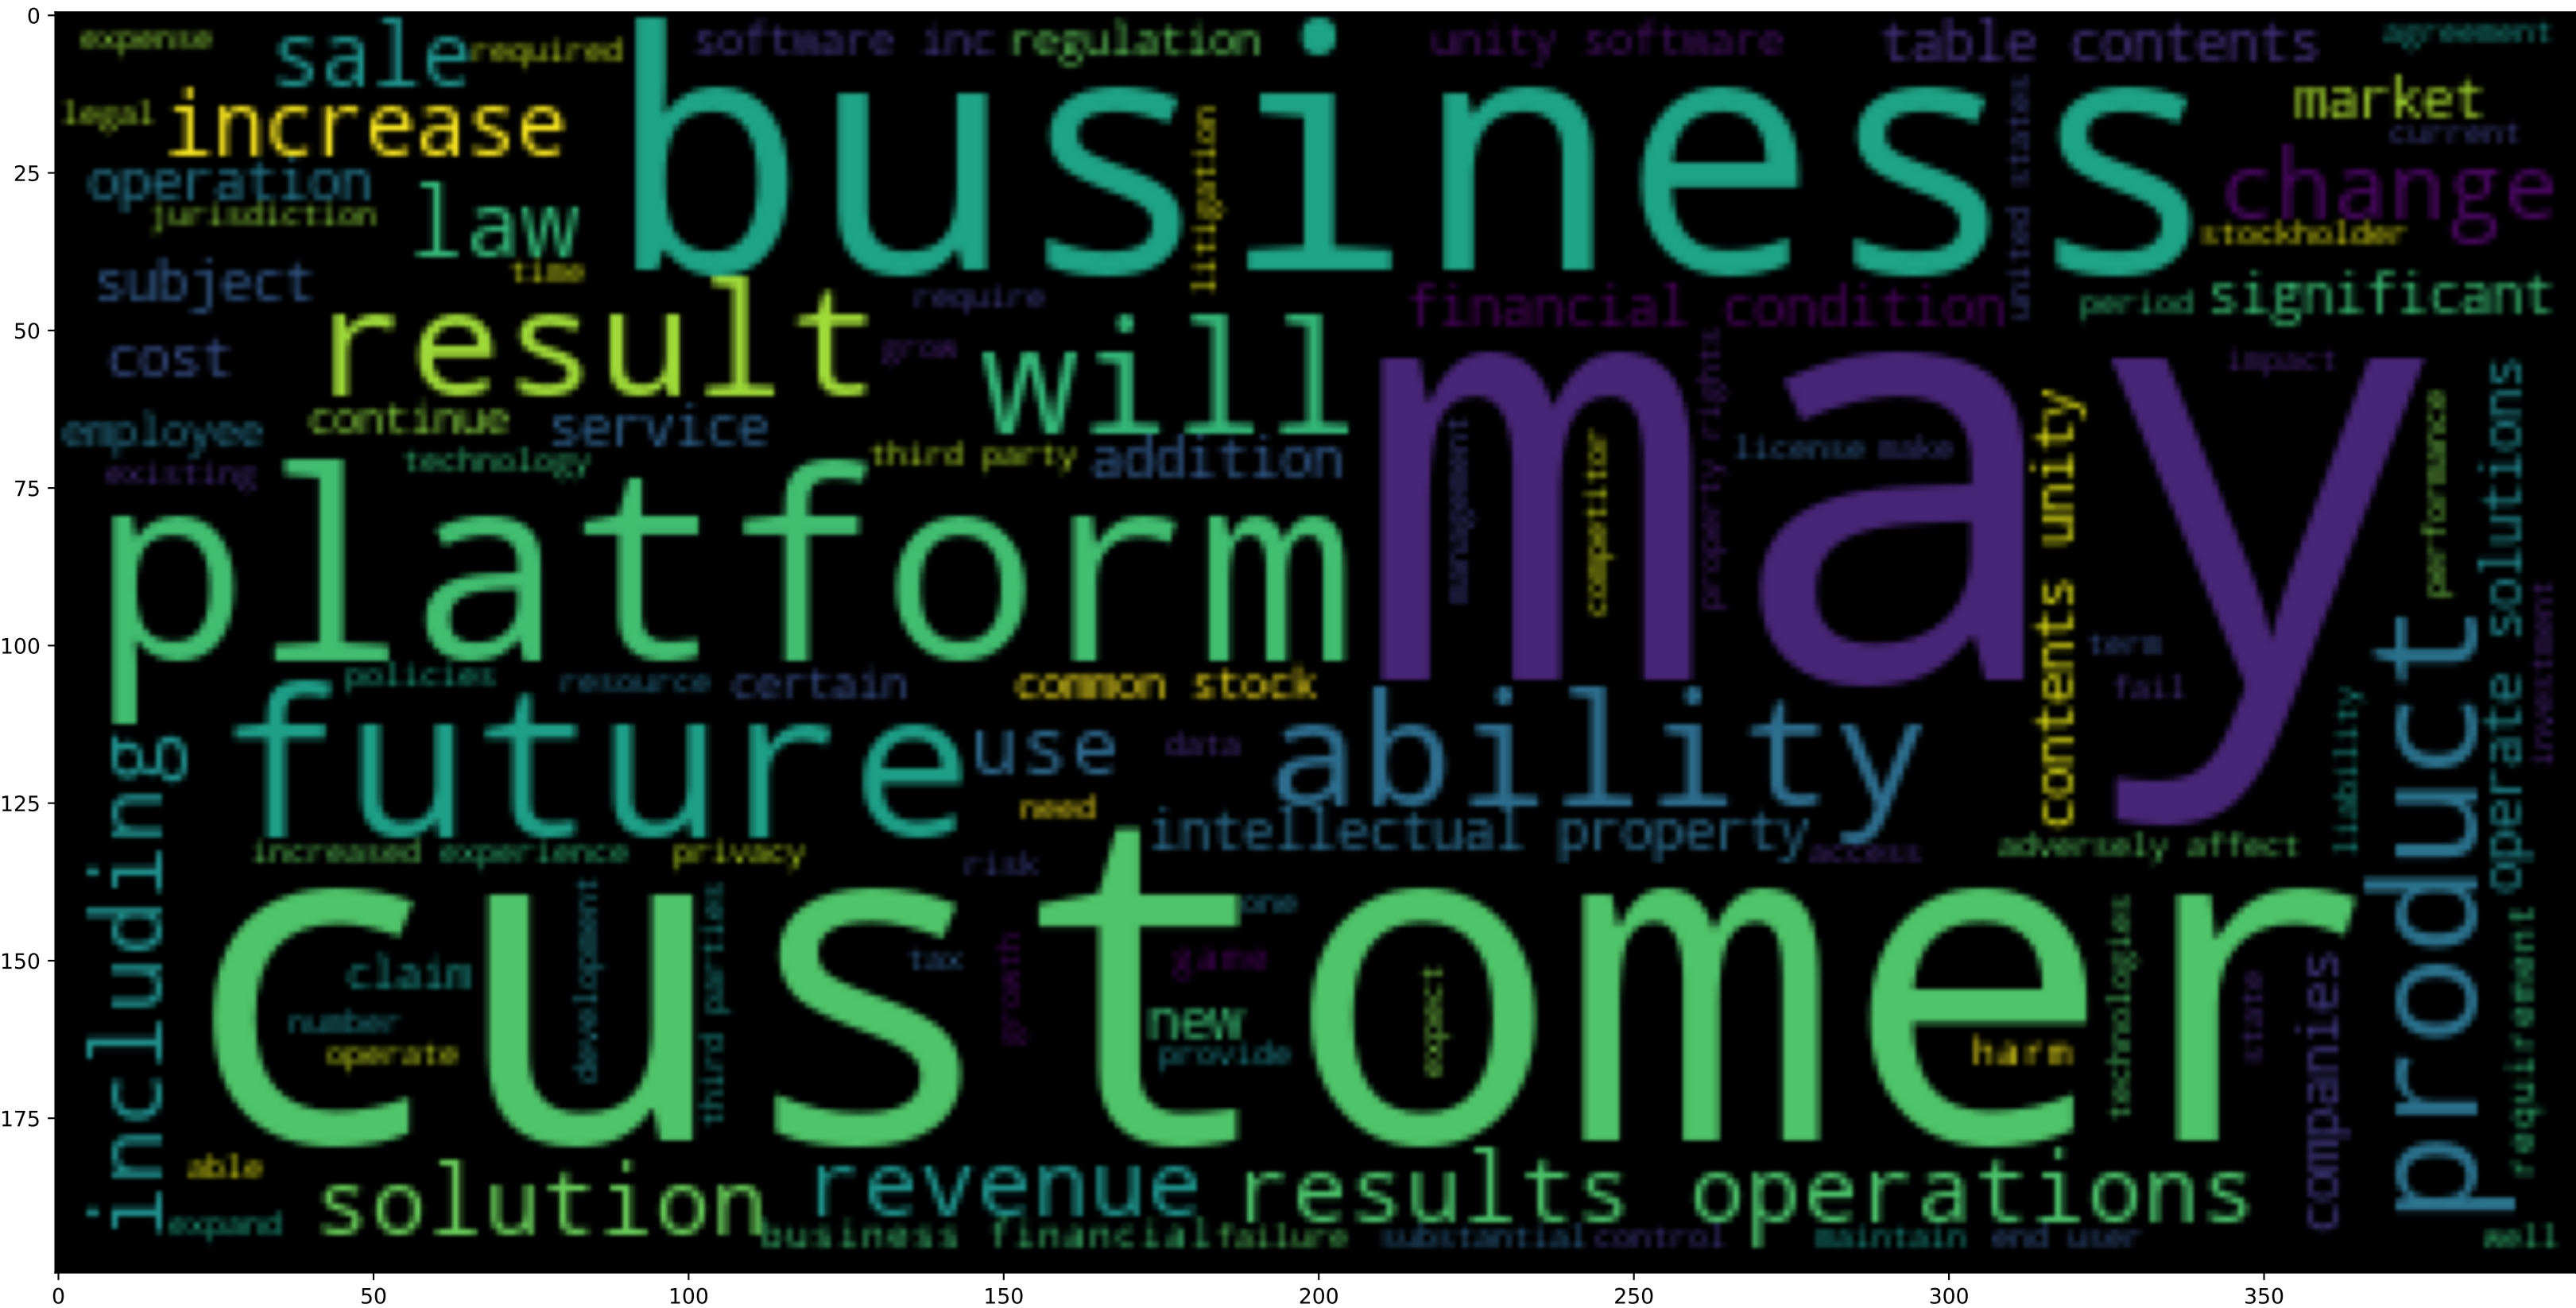 0
expense sale required software inc regulation unity software table contents agreement
legal increase business litigation united states market current
25
operation jurisdiction law change stockholder
subject time require financial condition period significant
50
cost result grow will may impact
employee continue service property rights
existing technology third party addition management competitor license make contents unity performance operate solutions
75
platform
100
term investment
policies resource certain common stock fail
including future use data ability liability product
125
need intellectual property
increased experience privacy risk access adversely affect
customer one
150
claim development third parties tax growth game expect technologies state companies requirement
number new
operate provide harm
175
able solution revenue results operations
expand business financial failure substantial control maintain end user well
0 50 100 150 200 250 300 350